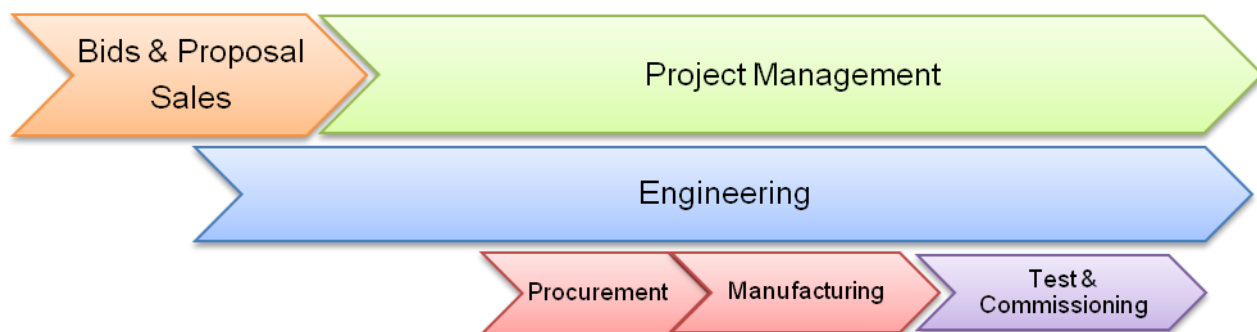 Bids & Proposal
Sales
Project Management
Engineering
Procurement
Manufacturing
Test &
Commissioning